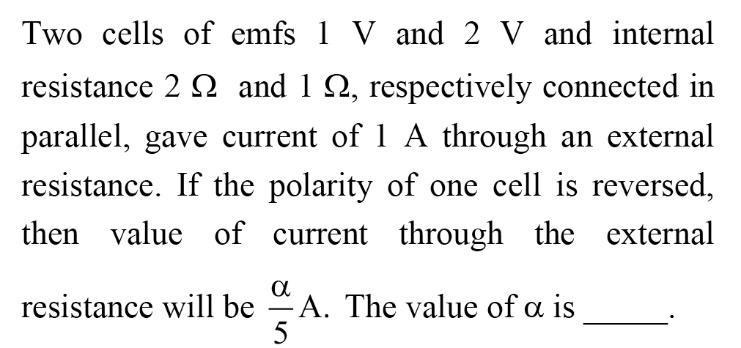 Two cells of emfs 1 V and 2 V and internal
resistance 2 Ω and 1 Ω, respectively connected in
parallel, gave current of 1 A through an external
resistance. If the polarity of one cell is reversed,
then value of current through the external
resistance will be α/5 A. The value of α is ______.